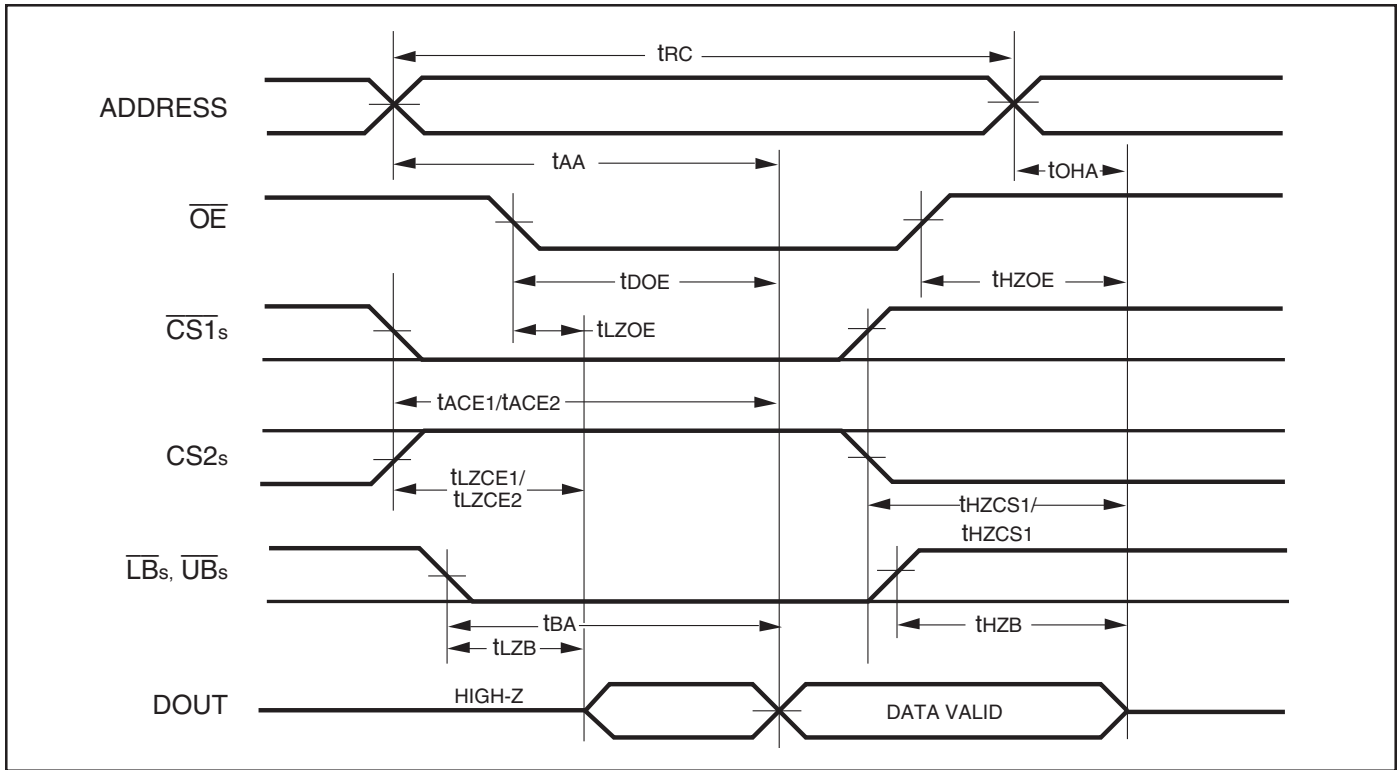 tRC
ADDRESS
tAA
tOHA
OE
tDOE
tHZOE
CS1s
tLZOE
tACE1/tACE2
CS2s
tLZCE1/
tLZCE2
tHZCS1/
tHZCS1
LBs, UBs
tBA
tHZB
tLZB
HIGH-Z
DOUT
DATA VALID